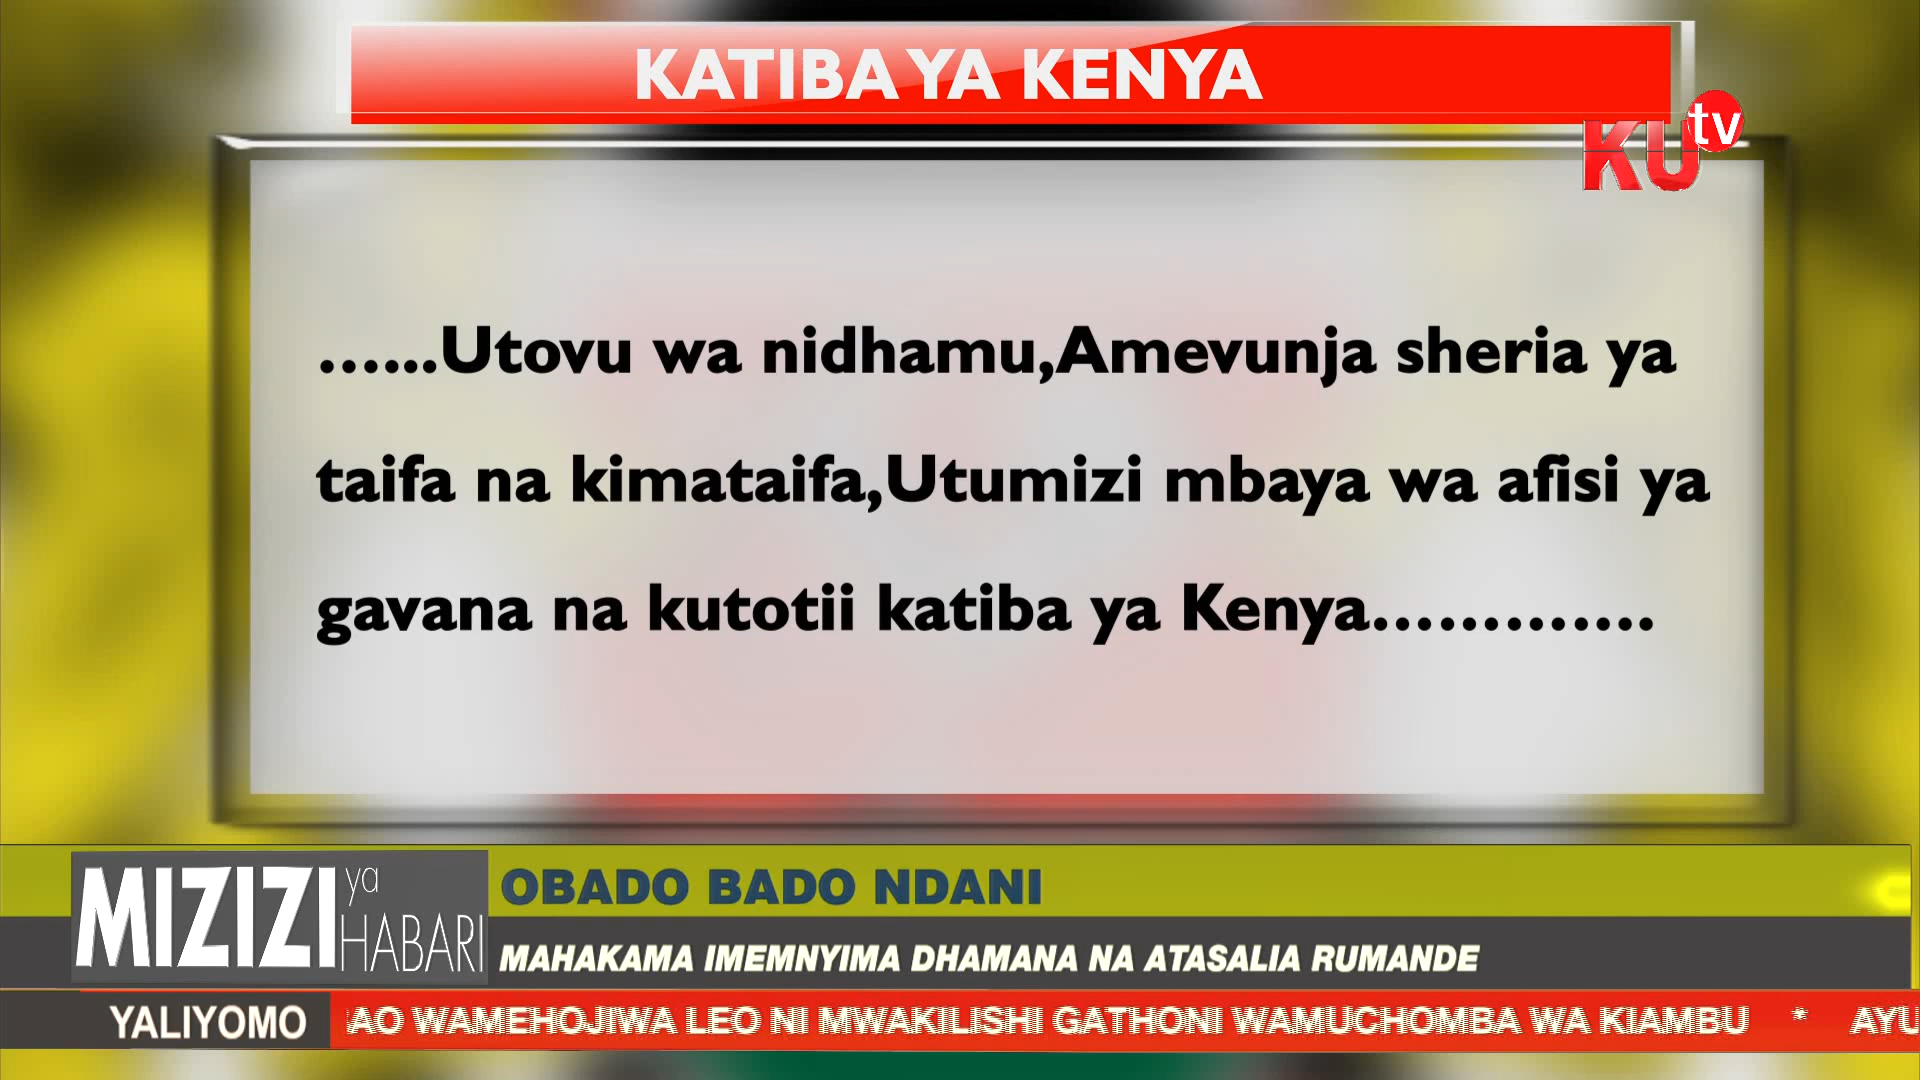 KATIBA YA KENYA
KU tv
......Utovu wa nidhamu,Amevunja sheria ya
taifa na kimataifa,Utumizi mbaya wa afisi ya
gavana na kutotii katiba ya Kenya.............
MIZIZI ya HABARI
OBADO BADO NDANI
MAHAKAMA IMEMNYIMA DHAMANA NA ATASALIA RUMANDE
YALIYOMO
AO WAMEHOJIWA LEO NI MWAKILISHI GATHONI WAMUCHOMBA WA KIAMBU * AYU